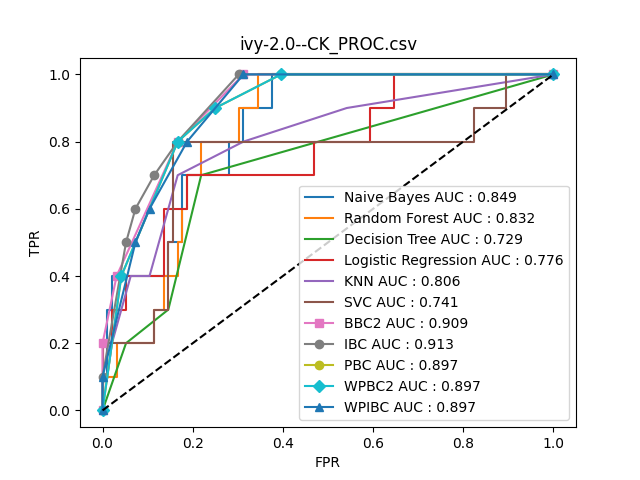 ivy-2.0--CK_PROC.csv
1.0
0.8
0.6
0.4
0.2
0.0
TPR
0.0
0.2
0.4
0.6
0.8
1.0
FPR
Naive Bayes AUC : 0.849
Random Forest AUC : 0.832
Decision Tree AUC : 0.729
Logistic Regression AUC : 0.776
KNN AUC : 0.806
SVC AUC : 0.741
BBC2 AUC : 0.909
IBC AUC : 0.913
PBC AUC : 0.897
WPBC2 AUC : 0.897
WPIBC AUC : 0.897